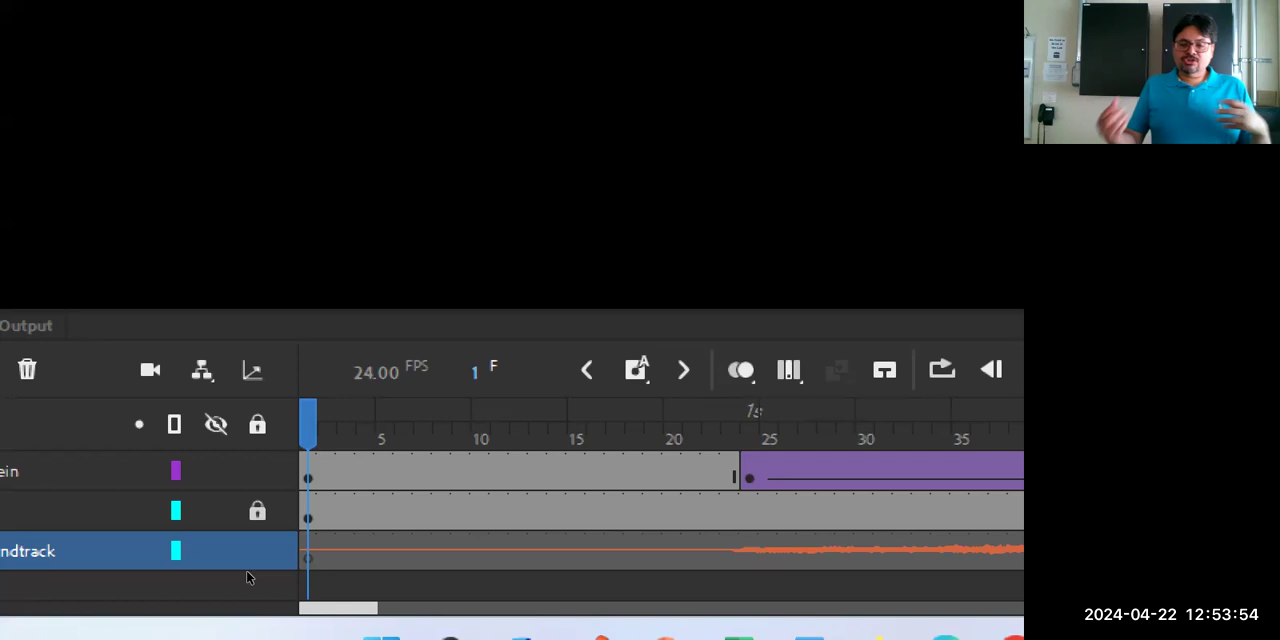 Output
24.00 FPS 1 F
1s
5 10 15 20 25 30 35
ein
ndtrack
2024-04-22 12:53:54